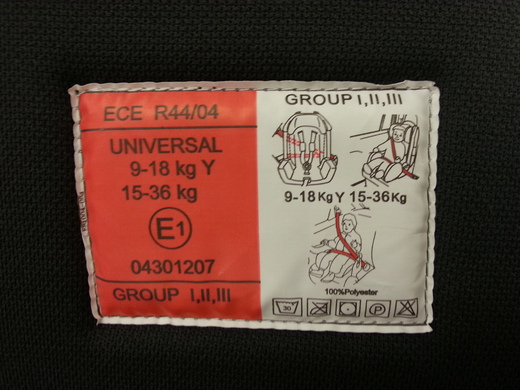 ECE R44/04
UNIVERSAL
9-18 kg Y
15-36 kg
E1
04301207
GROUP I,II,III
GROUP I,II,III
9-18Kg Y 15-36Kg
100%Polyester
30
P